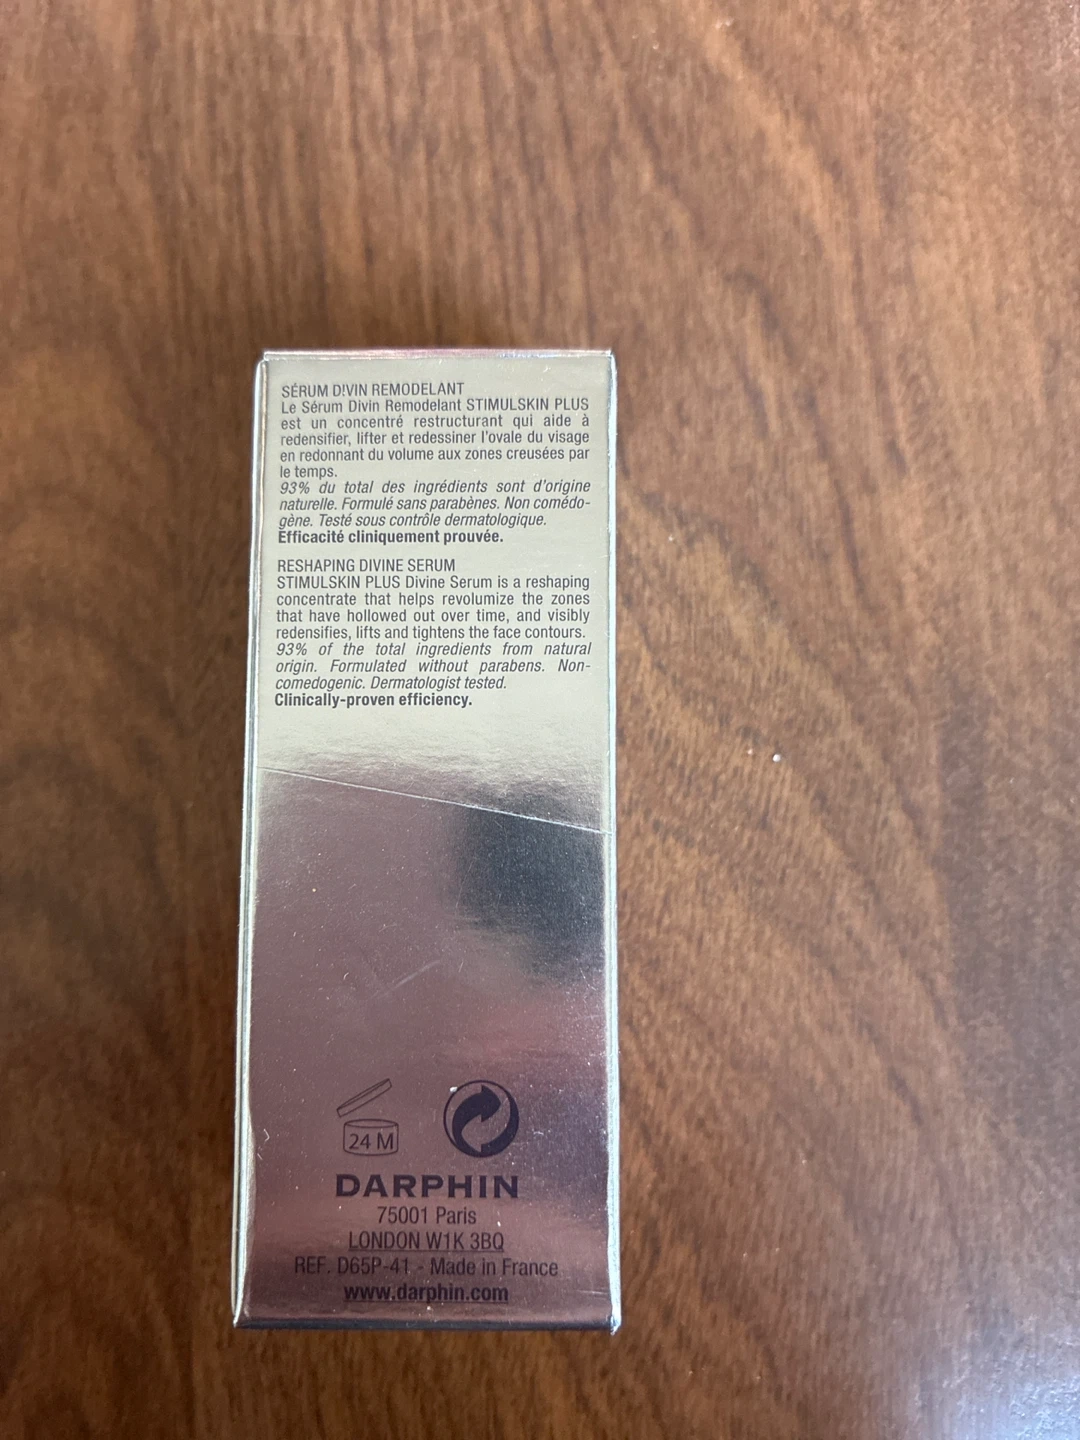 SÉRUM DIVIN REMODELANT
Le Sérum Divin Remodelant STIMULSKIN PLUS
est un concentré restructurant qui aide à
redensifier, lifter et redessiner l'ovale du visage
en redonnant du volume aux zones creusées par
le temps.
93% du total des ingrédients sont d'origine
naturelle. Formulé sans parabènes. Non comédo-
gène. Testé sous contrôle dermatologique.
Efficacité cliniquement prouvée.
RESHAPING DIVINE SERUM
STIMULSKIN PLUS Divine Serum is a reshaping
concentrate that helps revolumize the zones
that have hollowed out over time, and visibly
redensifies, lifts and tightens the face contours.
93% of the total ingredients from natural
origin. Formulated without parabens. Non-
comedogenic. Dermatologist tested.
Clinically-proven efficiency.
24 M
DARPHIN
75001 Paris
LONDON W1K 3BQ
REF. D65P-41 - Made in France
www.darphin.com